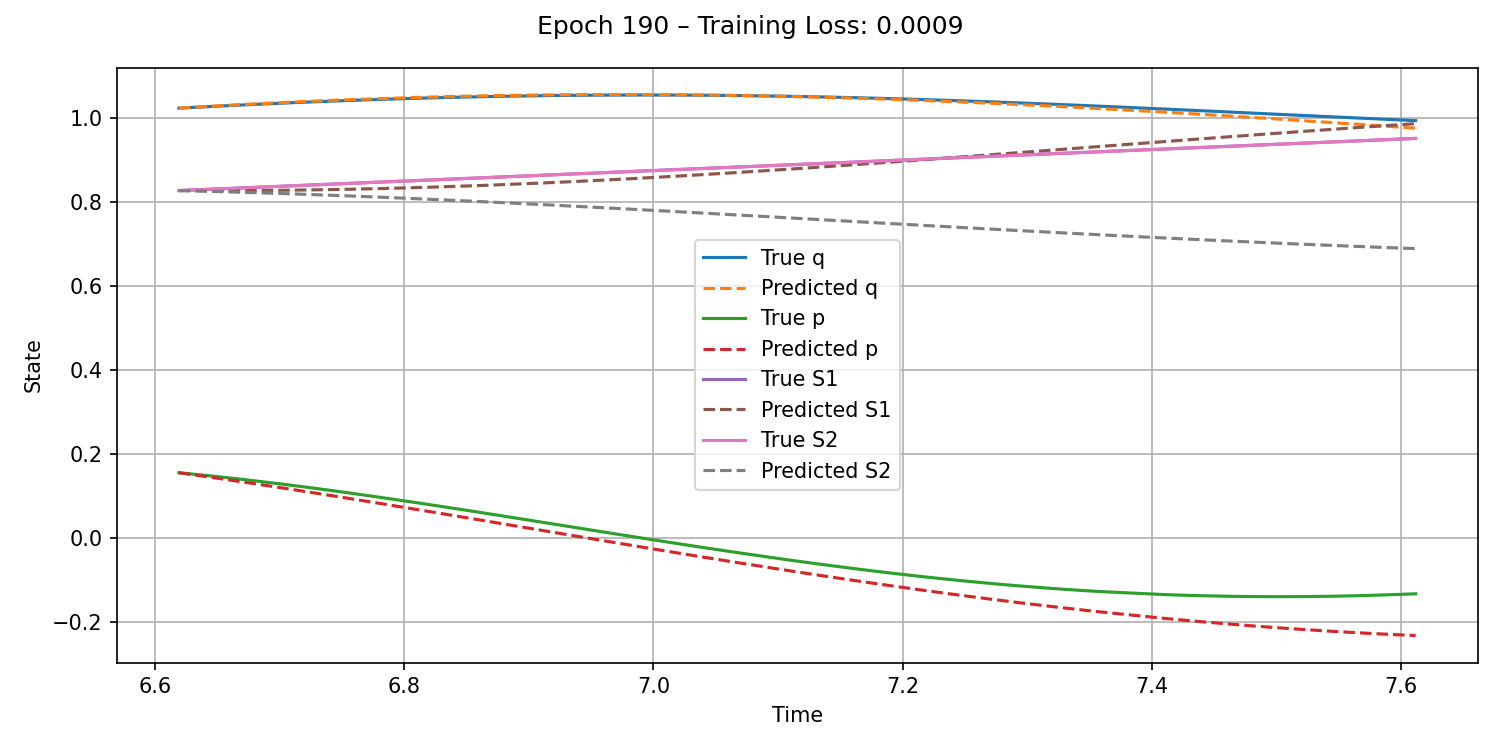 Epoch 190 – Training Loss: 0.0009
State
1.0
0.8
0.6
0.4
0.2
0.0
−0.2
True q
Predicted q
True p
Predicted p
True S1
Predicted S1
True S2
Predicted S2
6.6 6.8 7.0 7.2 7.4 7.6
Time